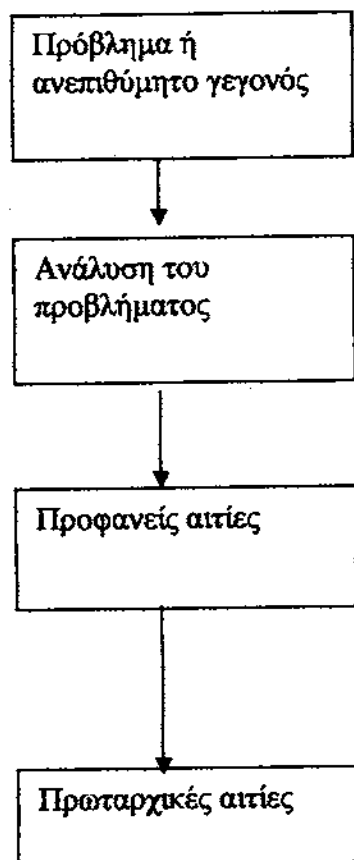 Πρόβλημα ή
ανεπιθύμητο γεγονός
Ανάλυση του
προβλήματος
Προφανείς αιτίες
Πρωταρχικές αιτίες